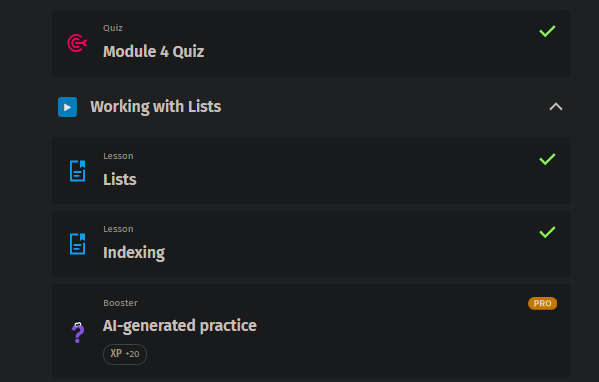 Quiz
Module 4 Quiz
Working with Lists
Lesson
Lists
Lesson
Indexing
Booster
PRO
AI-generated practice
XP +20